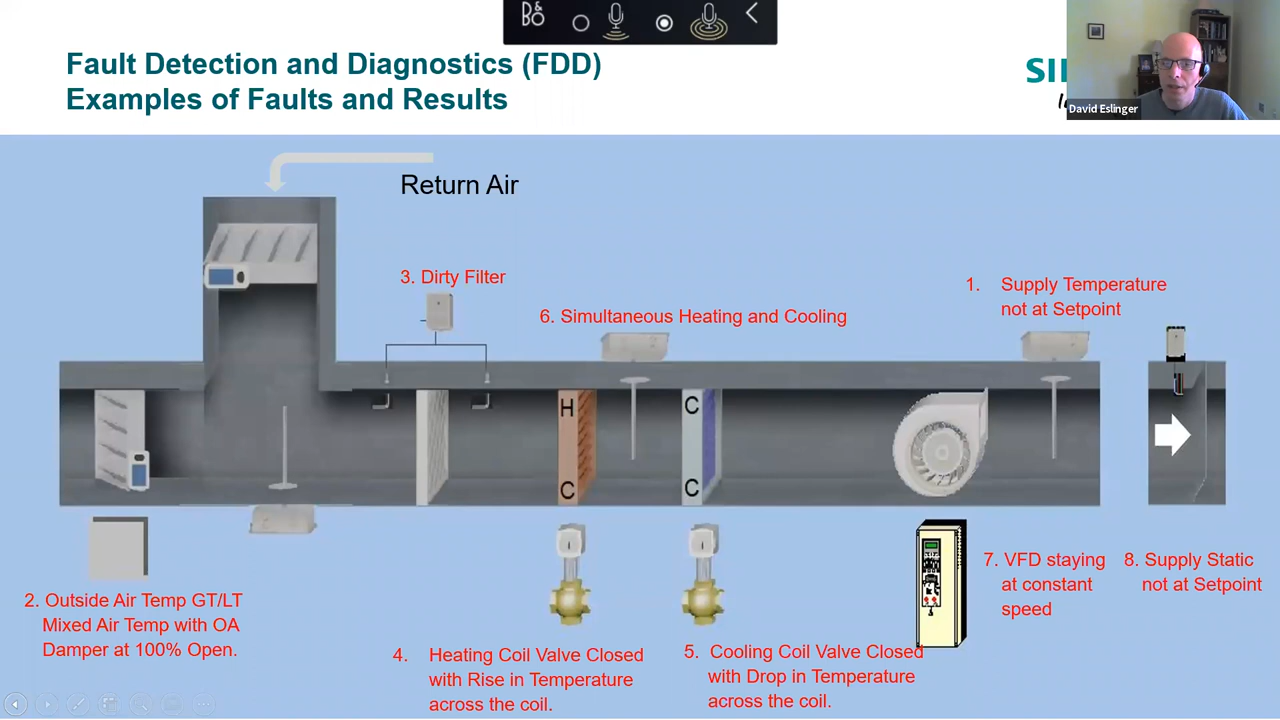 B&O
Fault Detection and Diagnostics (FDD)
Examples of Faults and Results
David Eslinger
Return Air
3. Dirty Filter
6. Simultaneous Heating and Cooling
1. Supply Temperature
not at Setpoint
H
C
C
C
2. Outside Air Temp GT/LT
Mixed Air Temp with OA
Damper at 100% Open.
4. Heating Coil Valve Closed
with Rise in Temperature
across the coil.
5. Cooling Coil Valve Closed
with Drop in Temperature
across the coil.
7. VFD staying
at constant
speed
8. Supply Static
not at Setpoint